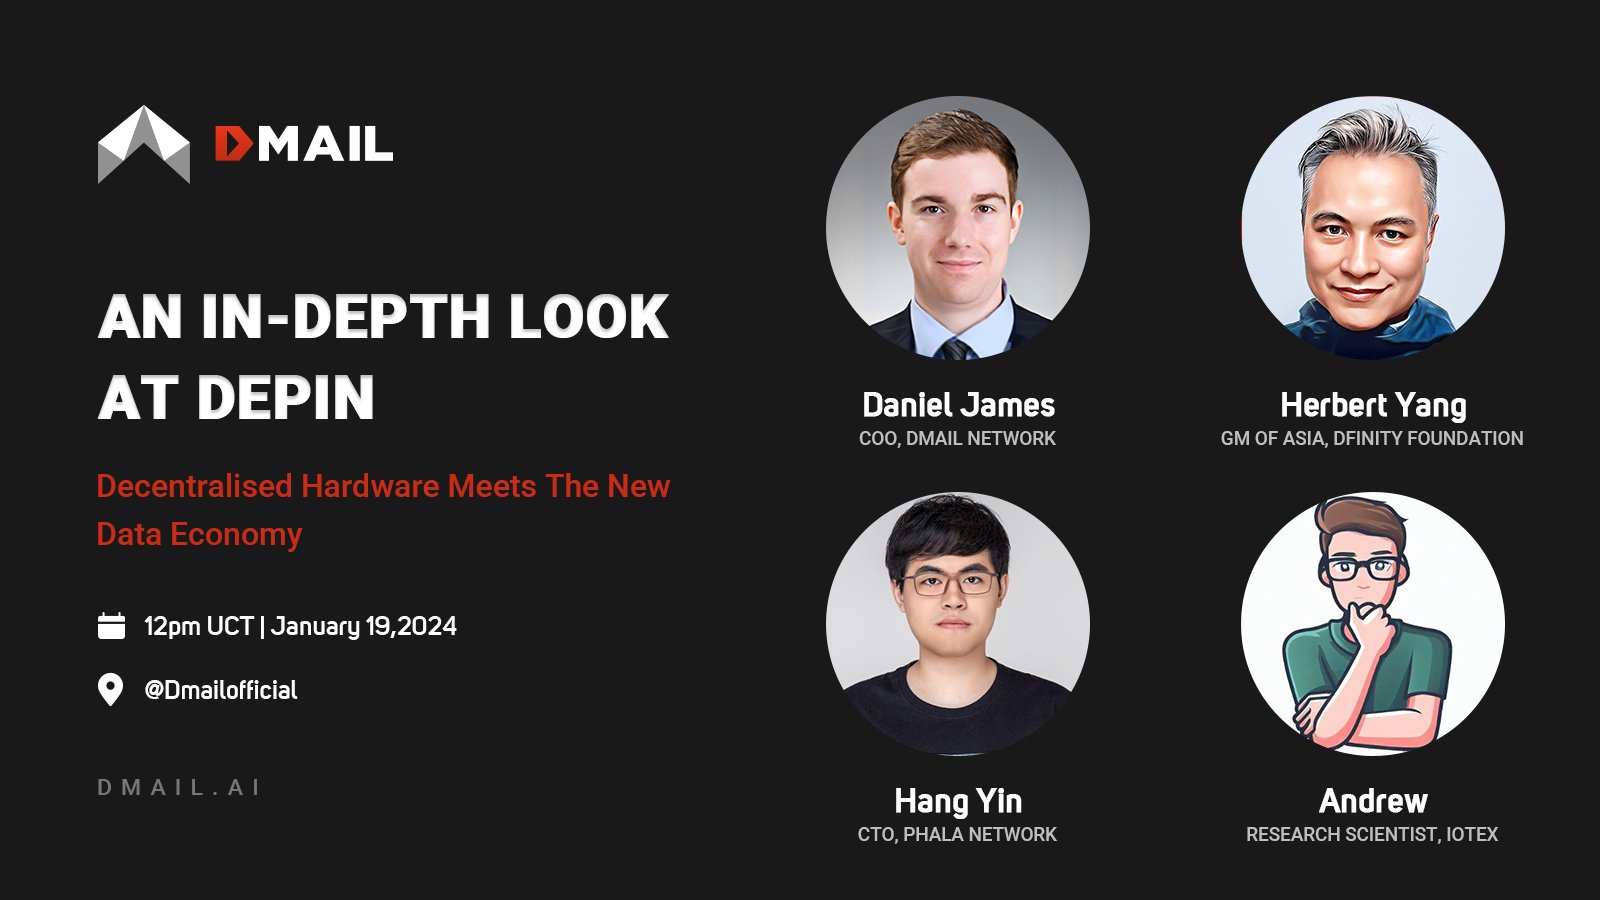 DMAIL
AN IN-DEPTH LOOK
AT DEPIN
Decentralised Hardware Meets The New
Data Economy
12pm UCT | January 19,2024
@Dmailofficial
DMAIL.AI
Daniel James
COO, DMAIL NETWORK
Herbert Yang
GM OF ASIA, DFINITY FOUNDATION
Hang Yin
CTO, PHALA NETWORK
Andrew
RESEARCH SCIENTIST, IOTEX